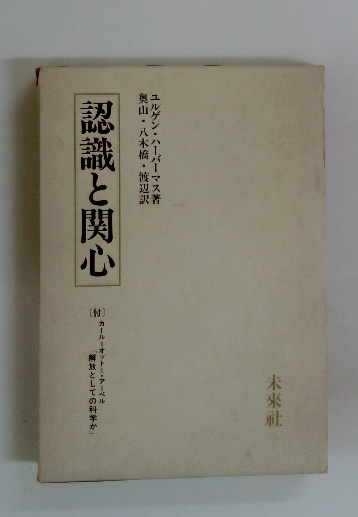 ユルゲン・ハーバーマス著
奥山・八木橋・渡辺訳
認識と関心
〔付〕カール=オットー・アーペル
「解放としての科学か」
未來社